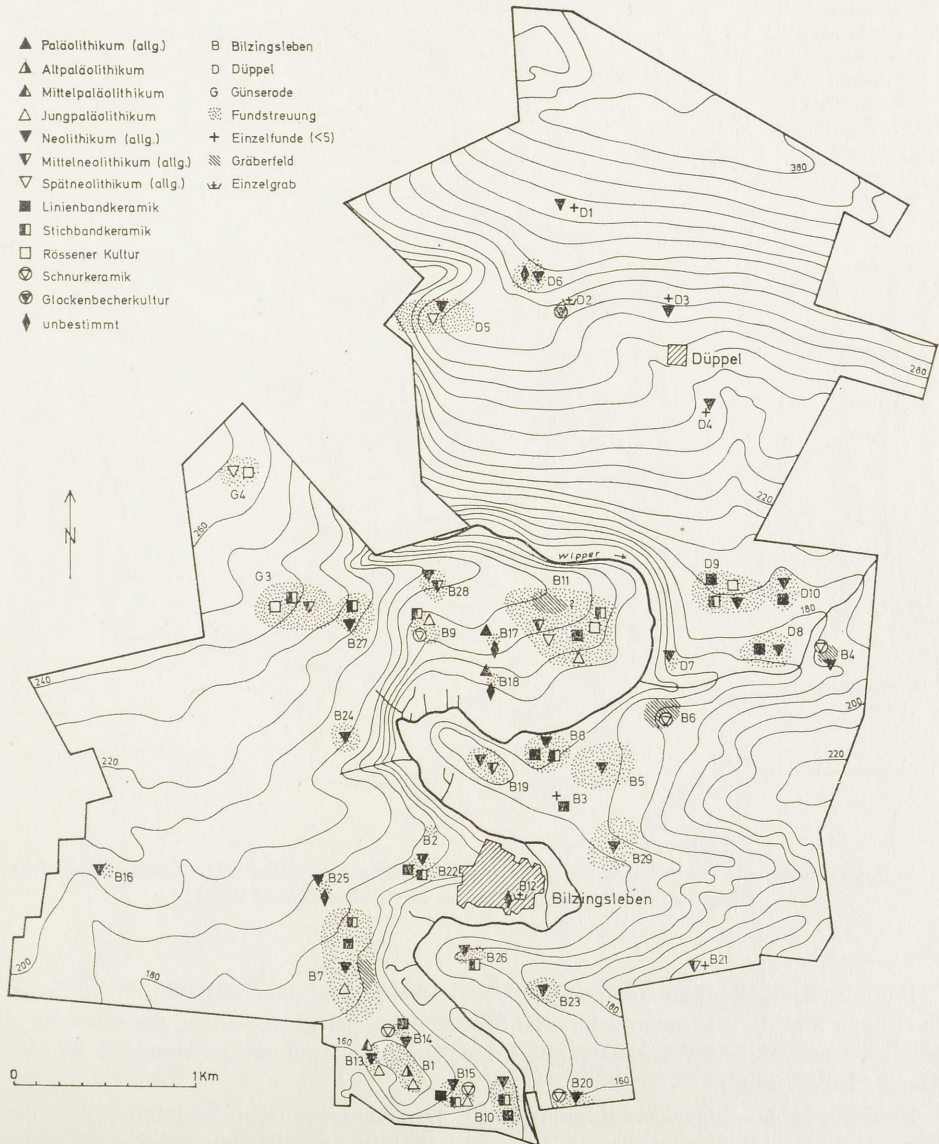 Paläolithikum (allg.)
Altpaläolithikum
Mittelpaläolithikum
Jungpaläolithikum
Neolithikum (allg.)
Mittelneolithikum (allg.)
Spätneolithikum (allg.)
Linienbandkeramik
Stichbandkeramik
Rössener Kultur
Schnurkeramik
Glockenbecherkultur
unbestimmt
B Bilzingsleben
D Düppel
G Günserode
Fundstreuung
+ Einzelfunde (<5)
Gräberfeld
Einzelgrab
380
+D1
D6
D2
+D3
D5
Düppel
280
D4
+
G4
220
260
N
Wipper →
G3
B28
B11
?
D9
D10
180
B27
B9
B17
D8
B4
D7
B18
240
200
B6
B24
B8
220
220
B19
B5
+B3
B2
B29
B16
B22
B25
B12
Bilzingsleben
B26
+B21
200
B7
180
B23
180
B14
160
B13
B1
B15
B20
160
0
1Km
B10